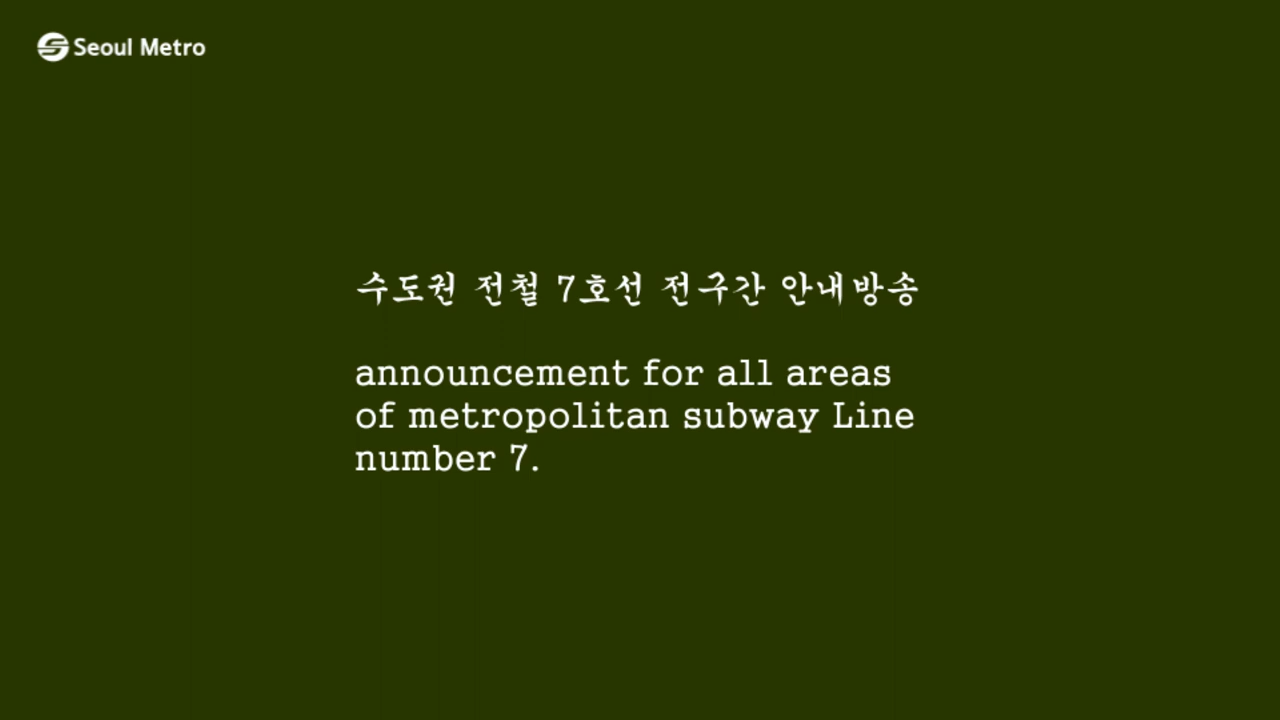 Seoul Metro
수도권 전철 7호선 전구간 안내방송
announcement for all areas
of metropolitan subway Line
number 7.